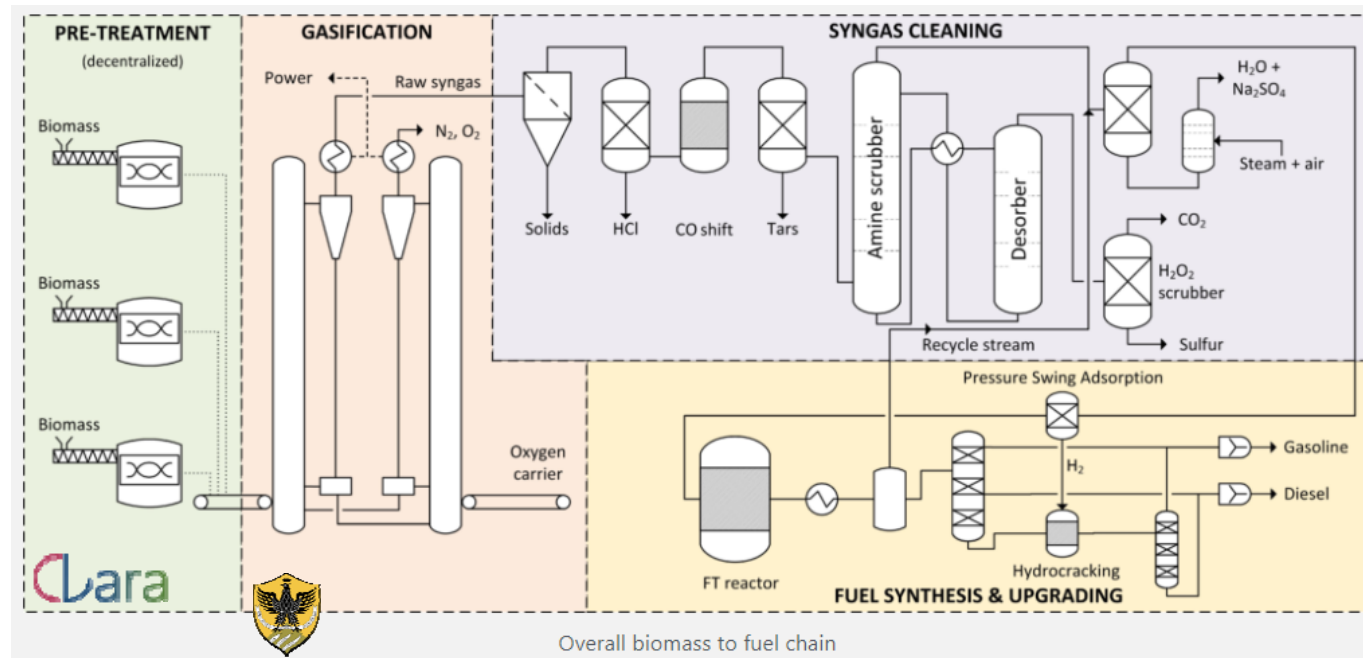 PRE-TREATMENT
(decentralized)
Biomass
Biomass
Biomass
CLara
GASIFICATION
Power
Raw syngas
N₂, O₂
Oxygen
carrier
SYNGAS CLEANING
Solids
HCl
CO shift
Tars
Amine scrubber
Desorber
H₂O +
Na₂SO₄
Steam + air
CO₂
H₂O₂
scrubber
Sulfur
Recycle stream
Pressure Swing Adsorption
H₂
Gasoline
Diesel
Hydrocracking
FT reactor
FUEL SYNTHESIS & UPGRADING
Overall biomass to fuel chain